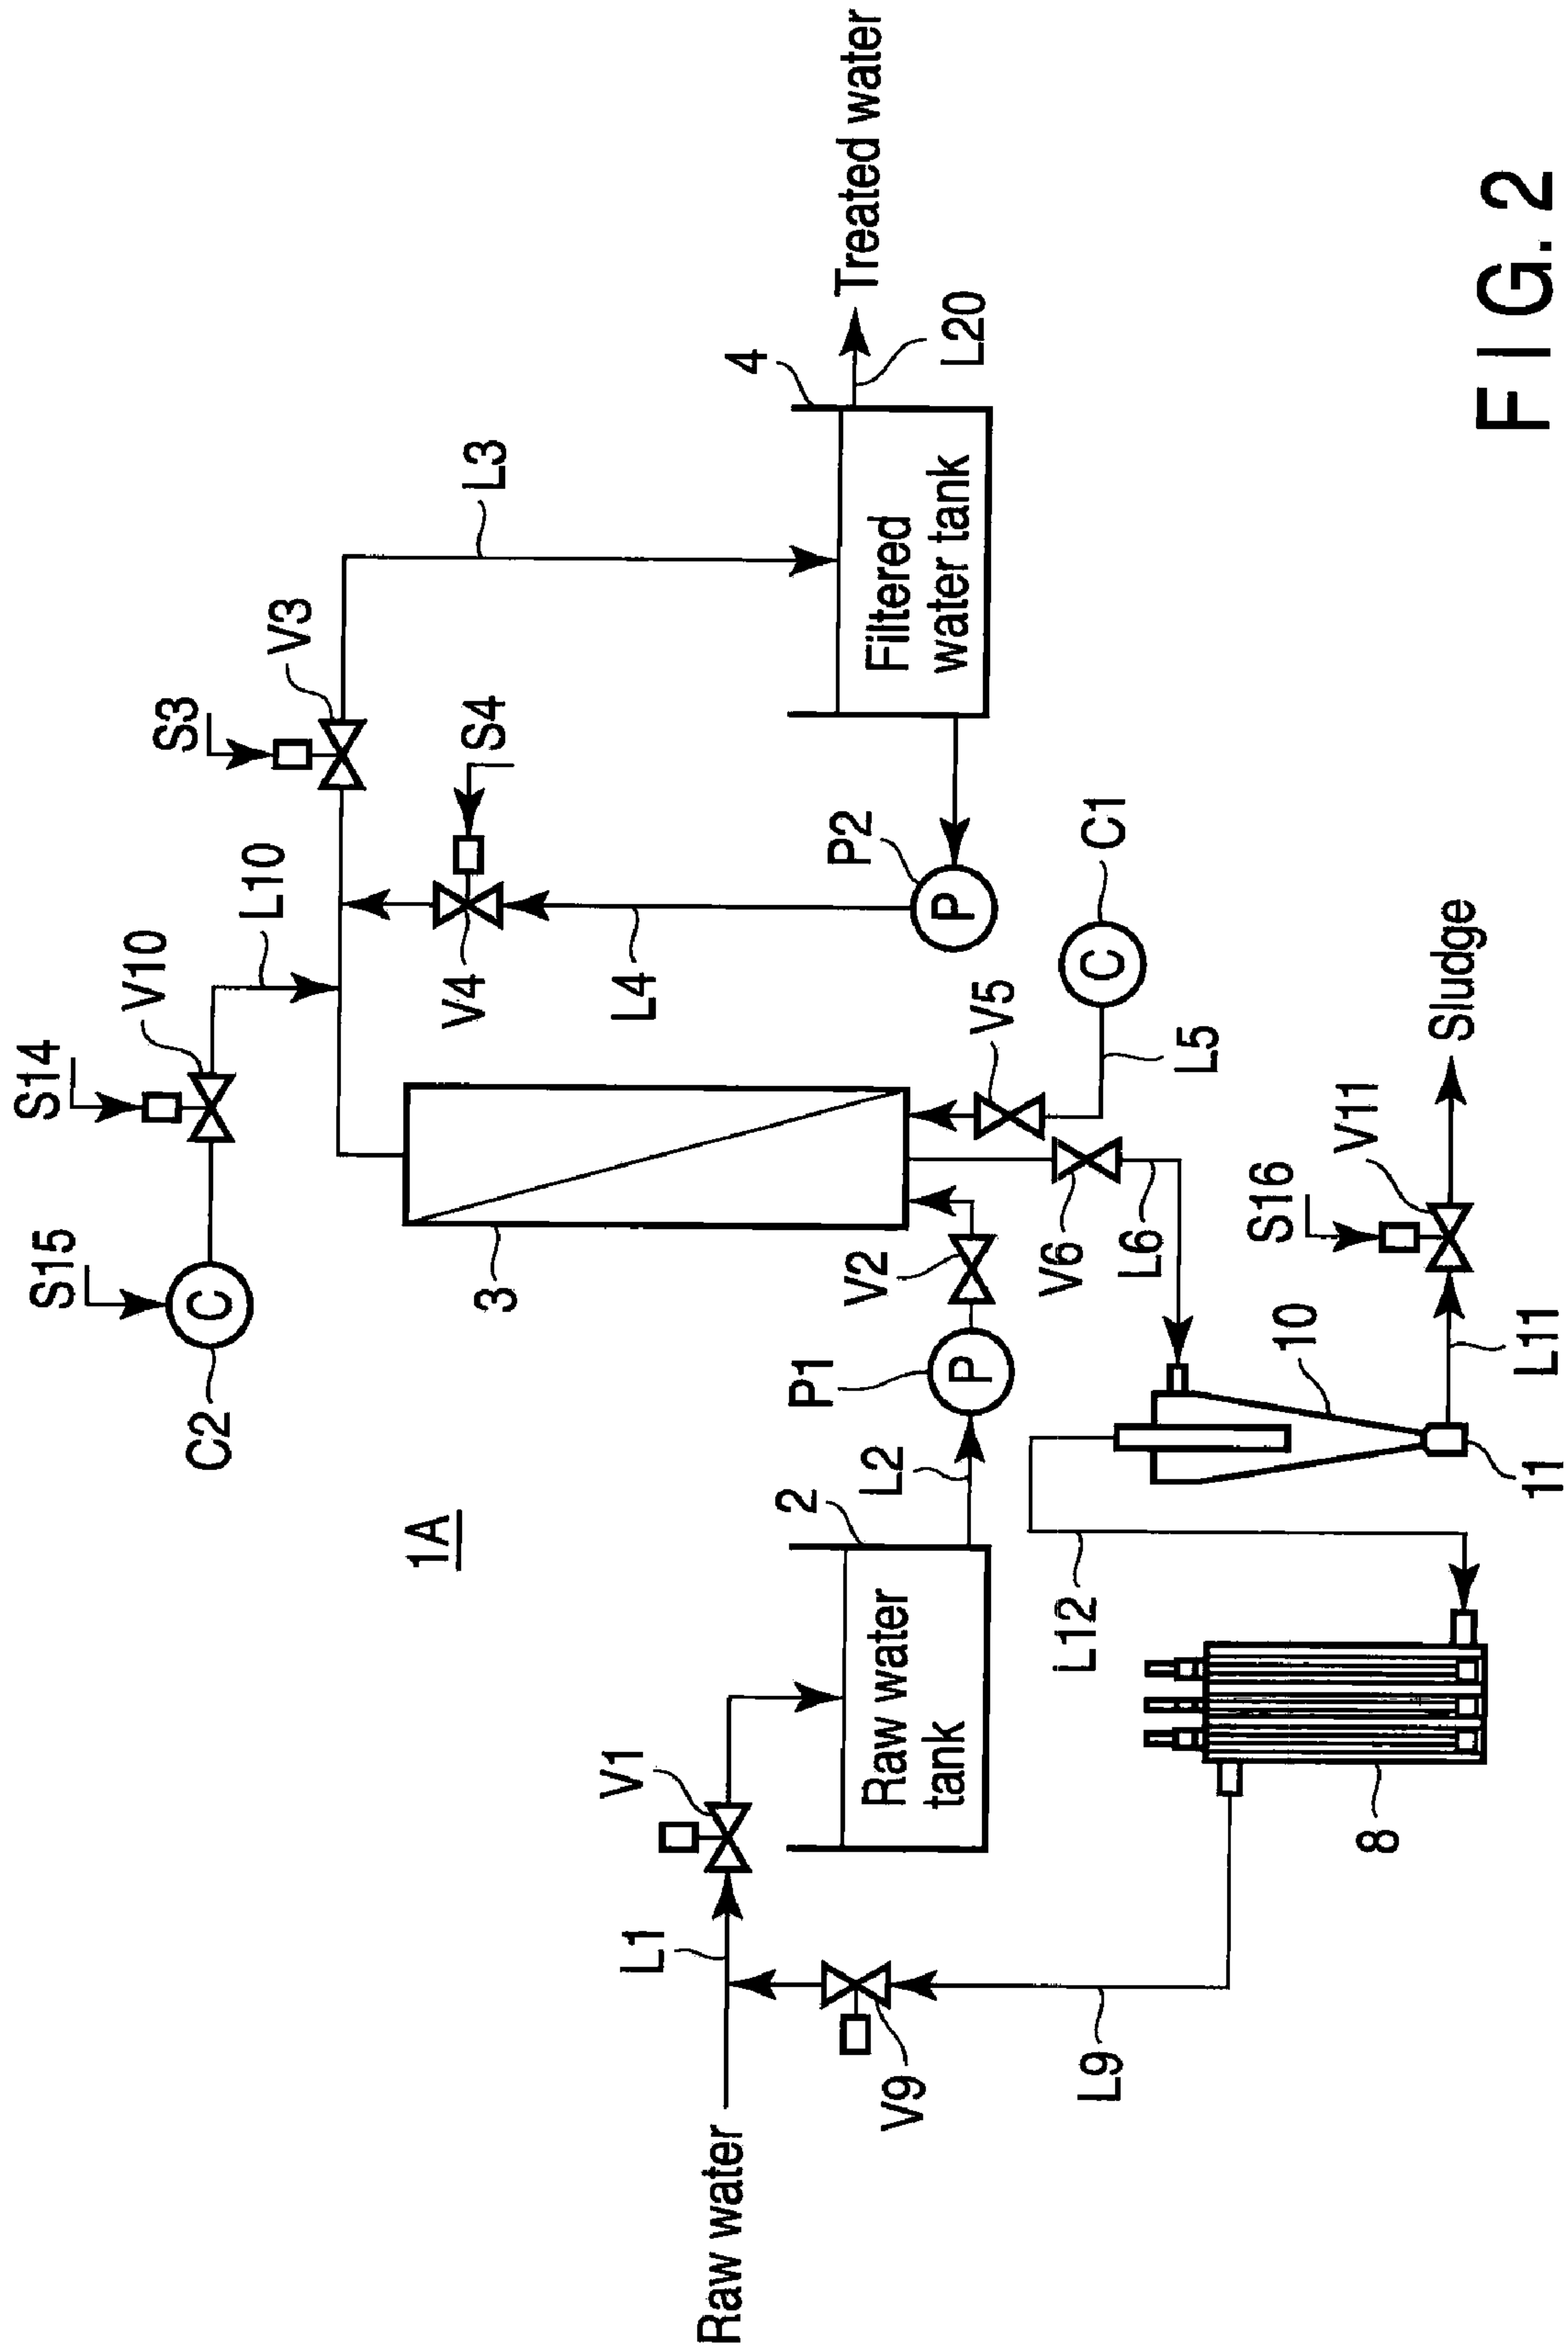 S15
S14
C
C2
V10
L10
S3
V3
L3
1A
3
S4
V4
L4
4
Treated water
L20
Filtered
water tank
P2
P
Raw water
L1
V1
2
Raw water
tank
L2
P1
P
V2
V5
C
C1
L5
V6
L6
V9
L9
L12
8
10
11
L11
S16
V11
Sludge
FIG. 2